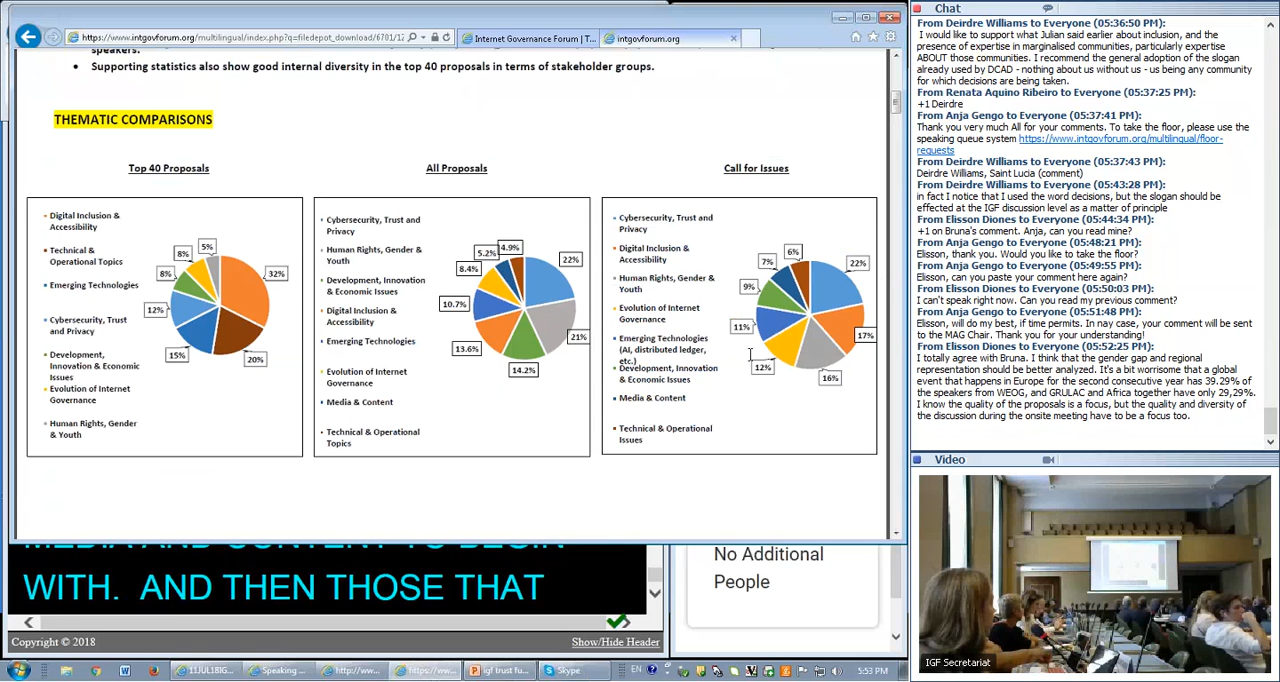 https://www.intgovforum.org/multilingual/index.php?q=filedepot_download/6701/12
Internet Governance Forum | T...
intgovforum.org
speakers.
Supporting statistics also show good internal diversity in the top 40 proposals in terms of stakeholder groups.
THEMATIC COMPARISONS
Top 40 Proposals
Digital Inclusion &
Accessibility
Technical &
Operational Topics
Emerging Technologies
Cybersecurity, Trust
and Privacy
Development,
Innovation & Economic
Issues
Evolution of Internet
Governance
Human Rights, Gender
& Youth
5%
8%
8%
32%
12%
15%
20%
All Proposals
Cybersecurity, Trust and
Privacy
Human Rights, Gender &
Youth
Development, Innovation
& Economic Issues
Digital Inclusion &
Accessibility
Emerging Technologies
Evolution of Internet
Governance
Media & Content
Technical & Operational
Topics
4.9%
5.2%
22%
8.4%
10.7%
21%
13.6%
14.2%
Call for Issues
Cybersecurity, Trust and
Privacy
Digital Inclusion &
Accessibility
Human Rights, Gender &
Youth
Evolution of Internet
Governance
Emerging Technologies
(AI, distributed ledger,
etc.)
Development, Innovation
& Economic Issues
Media & Content
Technical & Operational
Issues
6%
7%
22%
9%
11%
17%
12%
16%
MEDIA AND CONTENT TO BEGIN
WITH.  AND THEN THOSE THAT
Copyright © 2018
Show/Hide Header
No Additional
People
Chat
From Deirdre Williams to Everyone (05:36:50 PM):
I would like to support what Julian said earlier about inclusion, and the
presence of expertise in marginalised communities, particularly expertise
ABOUT those communities. I recommend the general adoption of the slogan
already used by DCAD - nothing about us without us - us being any community
for which decisions are being taken.
From Renata Aquino Ribeiro to Everyone (05:37:25 PM):
+1 Deirdre
From Anja Gengo to Everyone (05:37:41 PM):
Thank you very much All for your comments. To take the floor, please use the
speaking queue system https://www.intgovforum.org/multilingual/floor-
requests
From Deirdre Williams to Everyone (05:37:43 PM):
Deirdre Williams, Saint Lucia (comment)
From Deirdre Williams to Everyone (05:43:28 PM):
in fact I notice that I used the word decisions, but the slogan should be
effected at the IGF discussion level as a matter of principle
From Elisson Diones to Everyone (05:44:34 PM):
+1 on Bruna's comment. Anja, can you read mine?
From Anja Gengo to Everyone (05:48:21 PM):
Elisson, thank you. Would you like to take the floor?
From Anja Gengo to Everyone (05:49:55 PM):
Elisson, can you paste your comment here again?
From Elisson Diones to Everyone (05:50:03 PM):
I can't speak right now. Can you read my previous comment?
From Anja Gengo to Everyone (05:51:48 PM):
Elisson, will do my best, if time permits. In nay case, your comment will be sent
to the MAG Chair. Thank you for your understanding!
From Elisson Diones to Everyone (05:52:25 PM):
I totally agree with Bruna. I think that the gender gap and regional
representation should be better analyzed. It's a bit worrisome that a global
event that happens in Europe for the second consecutive year has 39.29% of
the speakers from WEOG, and GRULAC and Africa together have only 29,29%.
I know the quality of the proposals is a focus, but the quality and diversity of
the discussion during the onsite meeting have to be a focus too.
Video
IGF Secretariat
11JUL18IG...
Speaking ...
http://ww...
https://ww...
igf trust fu...
Skype
EN
5:53 PM